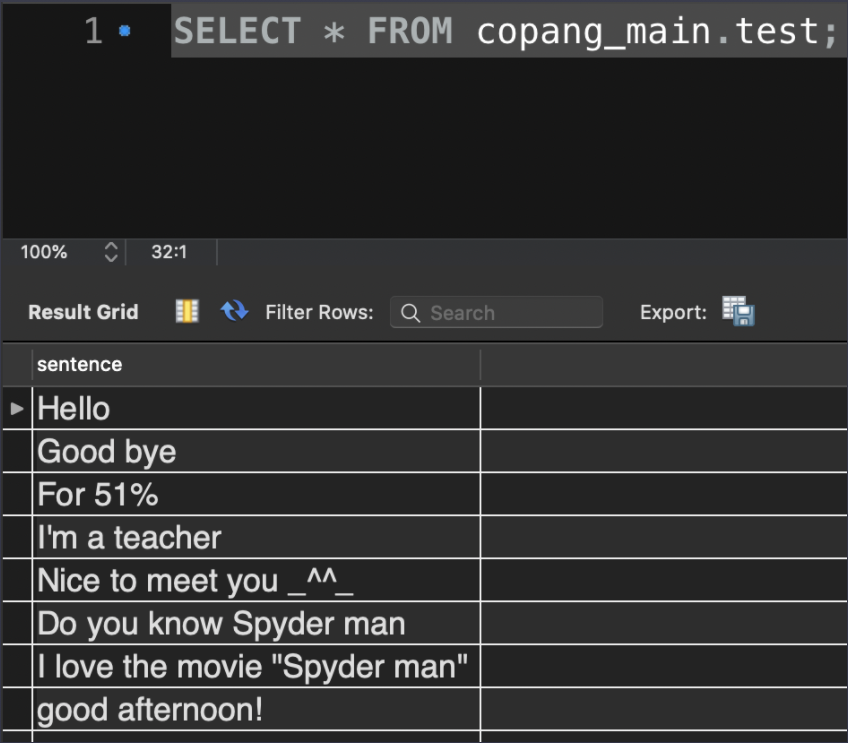 1 SELECT * FROM copang_main.test;
100% 32:1
Result Grid Filter Rows: Search Export:
sentence
Hello
Good bye
For 51%
I'm a teacher
Nice to meet you _^^_
Do you know Spyder man
I love the movie "Spyder man"
good afternoon!